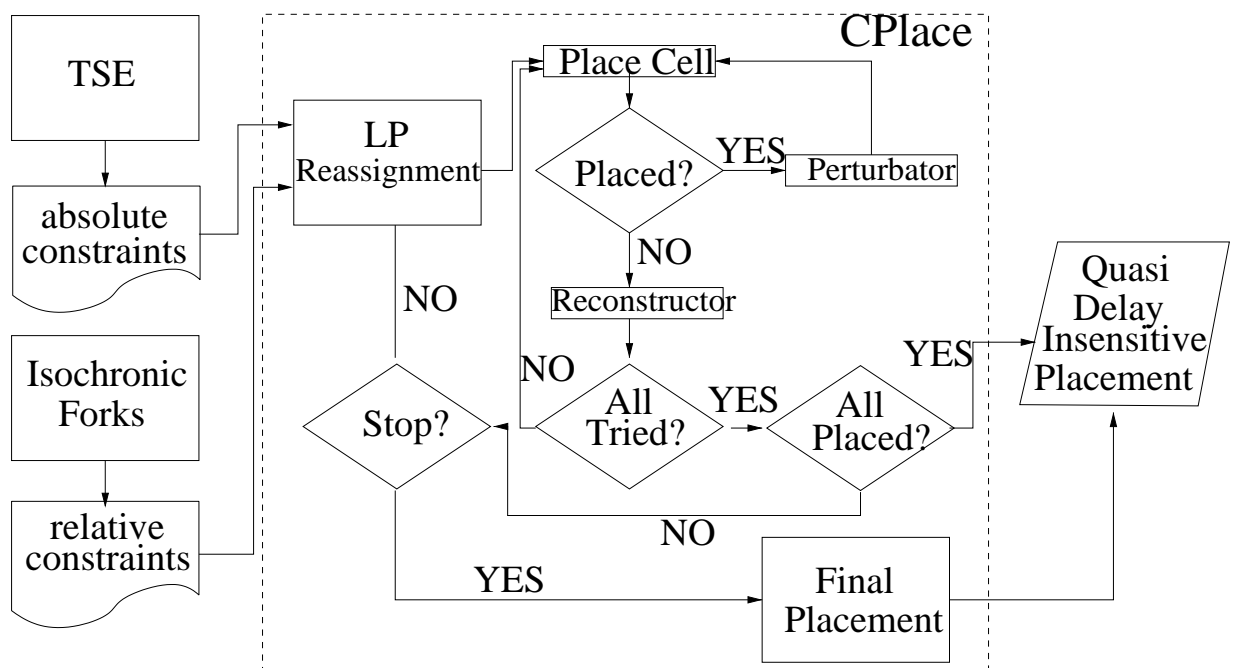 CPlace
TSE
absolute
constraints
Isochronic
Forks
relative
constraints
LP
Reassignment
Place Cell
Placed?
YES
Perturbator
NO
Reconstructor
NO
All
Tried?
YES
All
Placed?
YES
NO
Stop?
NO
YES
Final
Placement
Quasi
Delay
Insensitive
Placement